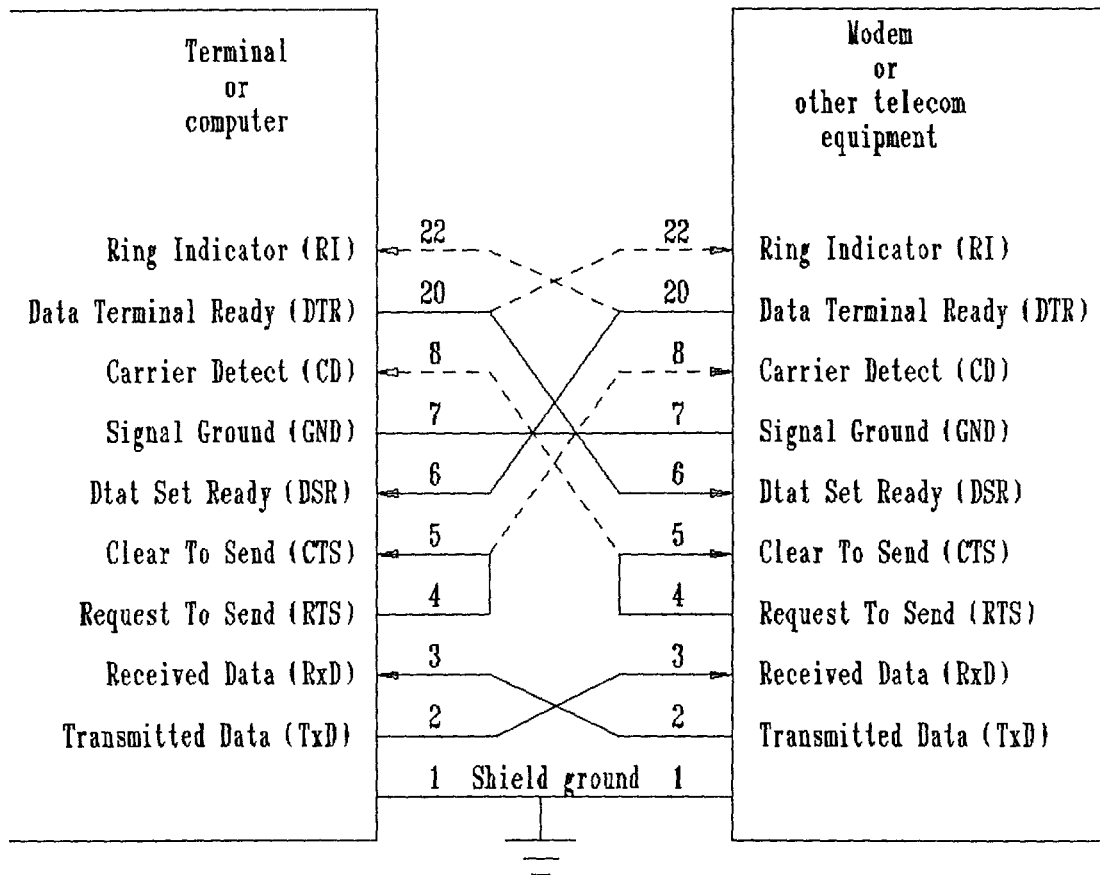 Terminal
or
computer
Modem
or
other telecom
equipment
Ring Indicator (RI) 22 22 Ring Indicator (RI)
Data Terminal Ready (DTR) 20 20 Data Terminal Ready (DTR)
Carrier Detect (CD) 8 8 Carrier Detect (CD)
Signal Ground (GND) 7 7 Signal Ground (GND)
Dtat Set Ready (DSR) 6 6 Dtat Set Ready (DSR)
Clear To Send (CTS) 5 5 Clear To Send (CTS)
Request To Send (RTS) 4 4 Request To Send (RTS)
Received Data (RxD) 3 3 Received Data (RxD)
Transmitted Data (TxD) 2 2 Transmitted Data (TxD)
1 Shield ground 1